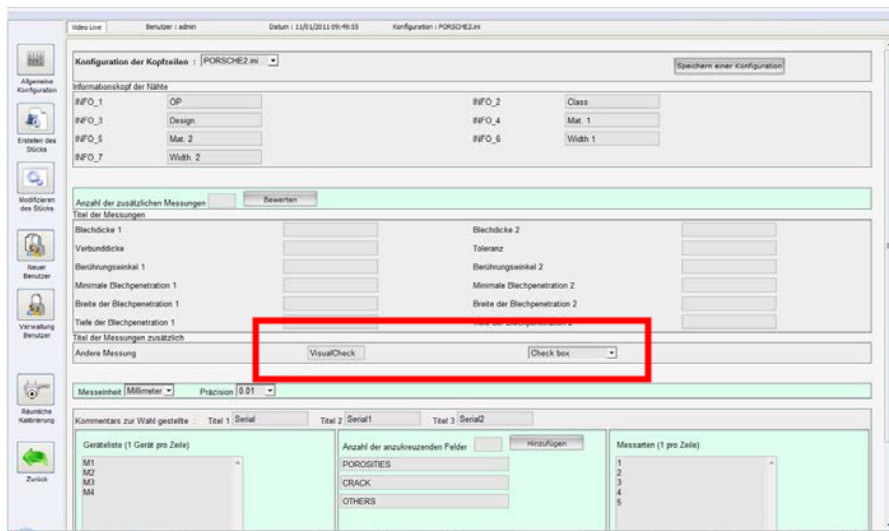 Video Live Benutzer : admin Datum : 11/01/2011 09:49:55 Konfiguration : PORSCHE2.ini
Allgemeine Konfiguration
Erstellen des Stücks
Modifizieren des Stücks
Neuer Benutzer
Verwaltung Benutzer
Räumliche Kalibrierung
Zurück
Konfiguration der Kopfzeilen : PORSCHE2.ini Speichern einer Konfiguration
Informationskopf der Nähte
INFO_1 OP INFO_2 Class
INFO_3 Design. INFO_4 Mat. 1
INFO_5 Mat. 2 INFO_6 Width 1
INFO_7 Width. 2
Anzahl der zusätzlichen Messungen Bewerten
Titel der Messungen
Blechdicke 1 Blechdicke 2
Verbunddicke Toleranz
Berührungswinkel 1 Berührungswinkel 2
Minimale Blechpenetration 1 Minimale Blechpenetration 2
Breite der Blechpenetration 1 Breite der Blechpenetration 2
Tiefe der Blechpenetration 1 Tiefe der Blechpenetration 2
Titel der Messungen zusätzlich
Andere Messung VisualCheck Check box
Messeinheit Millimeter Präzision 0.01
Kommentars zur Wahl gestellte : Titel 1 Serial Titel 2 Serial1 Titel 3 Serial2
Geräteliste (1 Gerät pro Zeile) Anzahl der anzukreuzenden Felder Hinzufügen Messarten (1 pro Zeile)
M1 POROSITIES 1
M2 2
M3 CRACK 3
M4 4
OTHERS 5